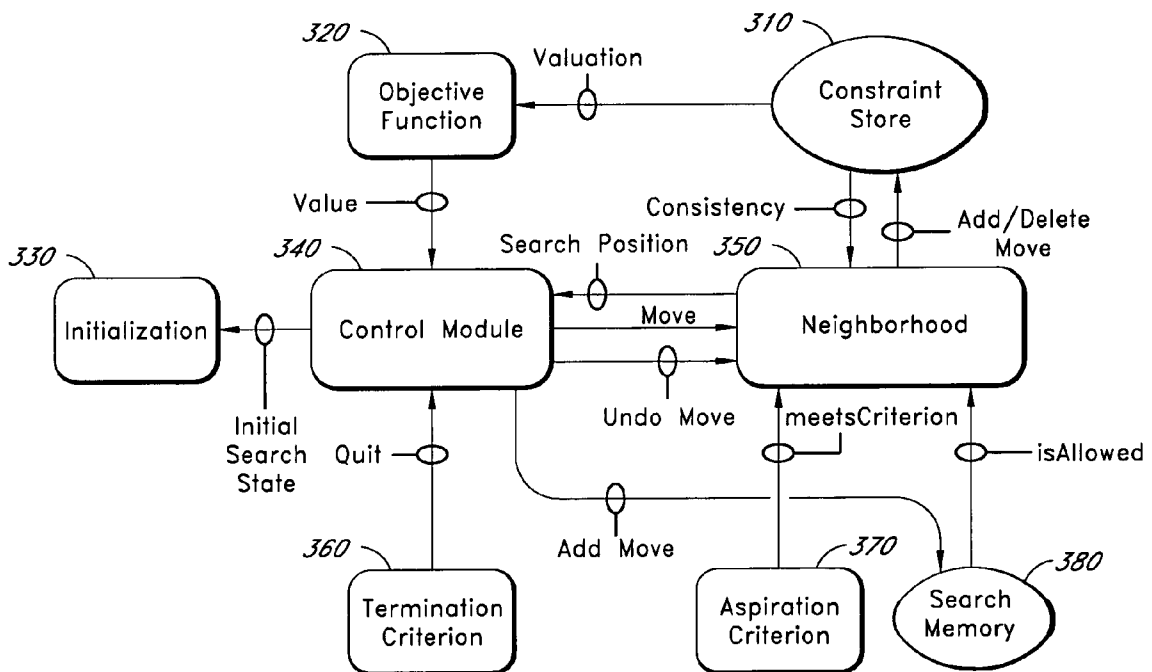 320
310
Valuation
Objective
Function
Constraint
Store
Value
Consistency
Add/Delete
Move
Search Position
330
340
350
Initialization
Control Module
Move
Neighborhood
Undo Move
meetsCriterion
Initial
Search
State
Quit
isAllowed
Add Move
360
370
380
Termination
Criterion
Aspiration
Criterion
Search
Memory